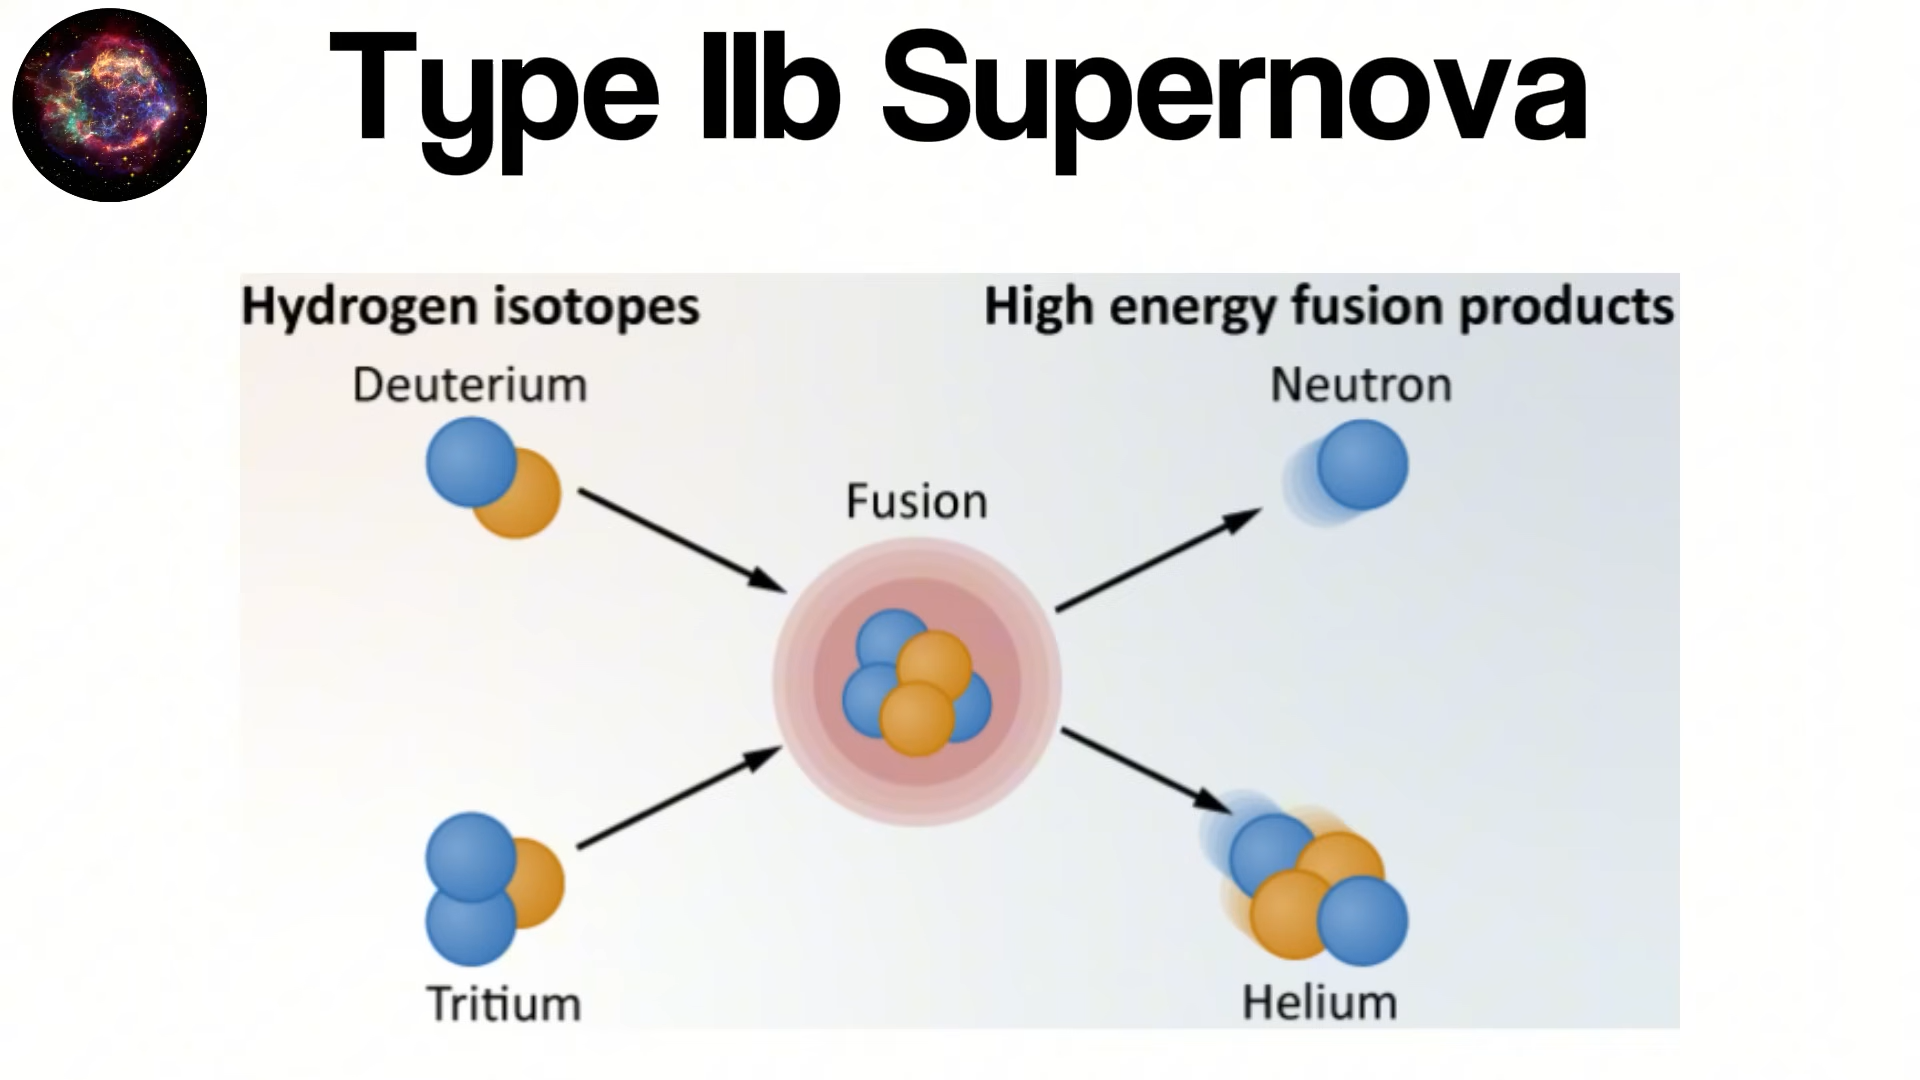 Type IIb Supernova
Hydrogen isotopes
High energy fusion products
Deuterium
Neutron
Fusion
Tritium
Helium